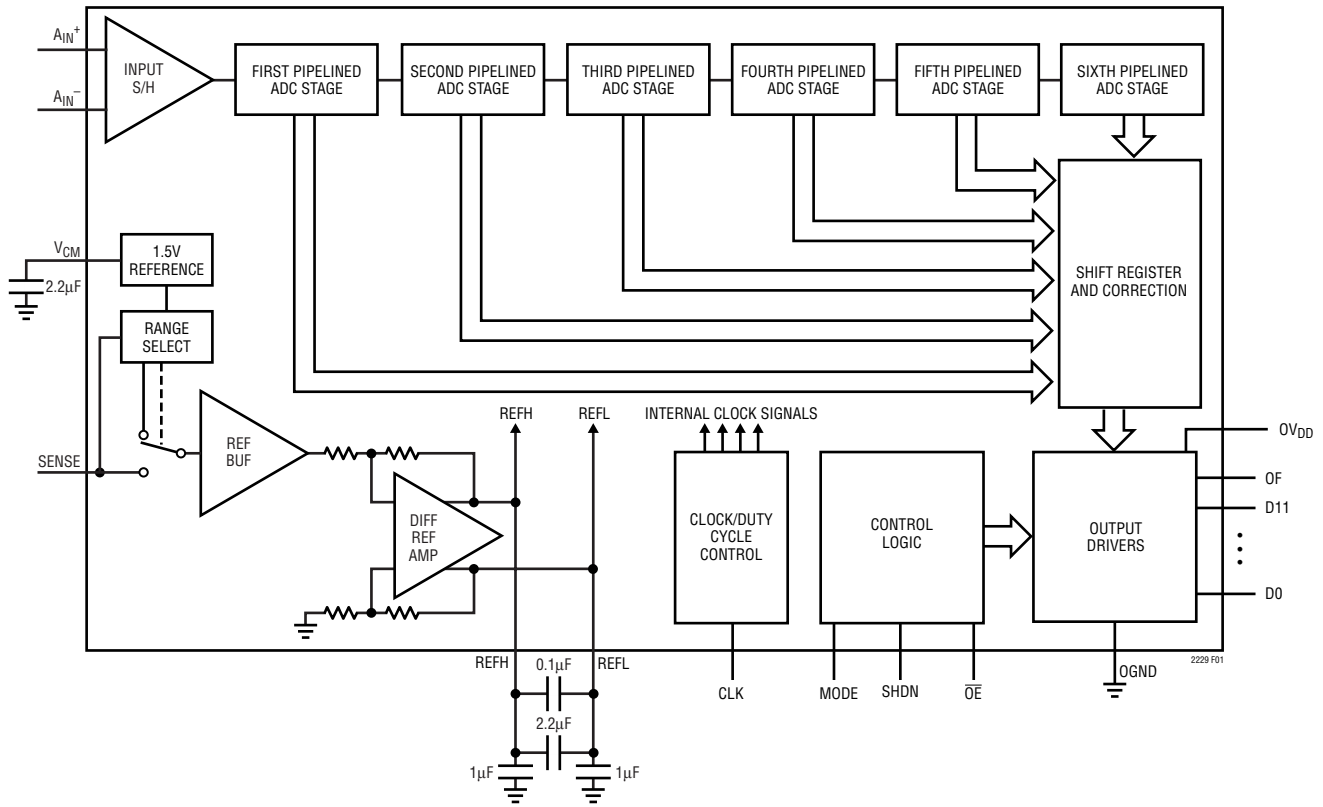 AIN+
AIN−
INPUT
S/H
FIRST PIPELINED
ADC STAGE
SECOND PIPELINED
ADC STAGE
THIRD PIPELINED
ADC STAGE
FOURTH PIPELINED
ADC STAGE
FIFTH PIPELINED
ADC STAGE
SIXTH PIPELINED
ADC STAGE
VCM
2.2µF
1.5V
REFERENCE
RANGE
SELECT
SHIFT REGISTER
AND CORRECTION
SENSE
REF
BUF
DIFF
REF
AMP
REFH
REFL
INTERNAL CLOCK SIGNALS
CLOCK/DUTY
CYCLE
CONTROL
CONTROL
LOGIC
OUTPUT
DRIVERS
OVDD
OF
D11
D0
REFH
0.1µF
REFL
2.2µF
1µF
1µF
CLK
MODE
SHDN
O̅E̅
OGND
2229 F01